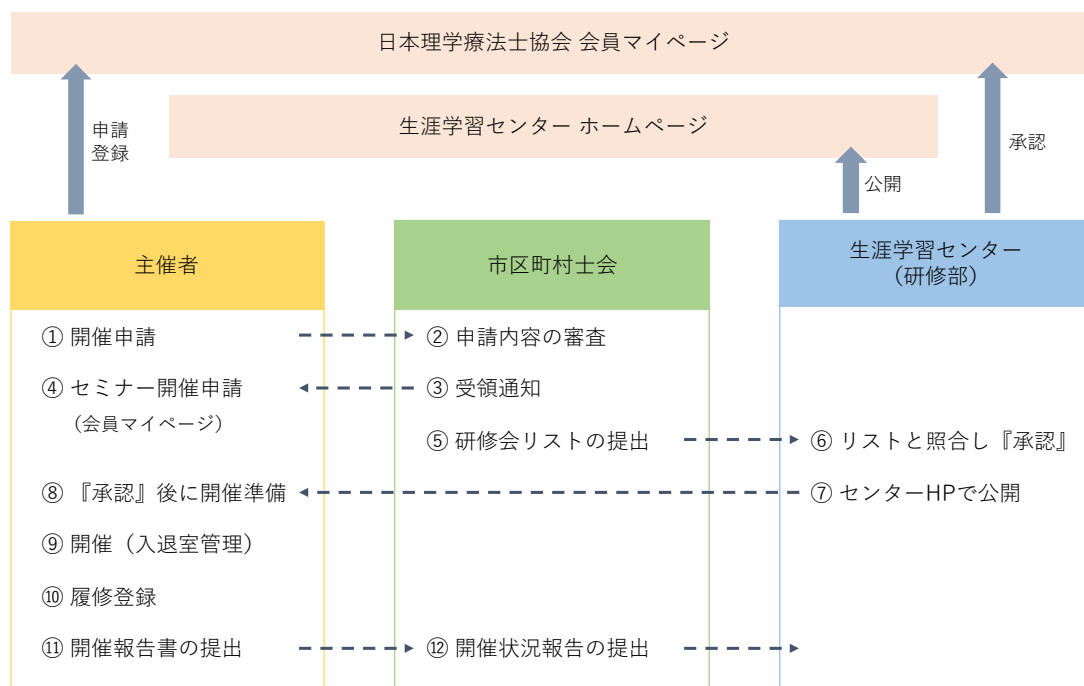 日本理学療法士協会 会員マイページ
生涯学習センター ホームページ
申請
登録
公開
承認
主催者
市区町村士会
生涯学習センター
（研修部）
① 開催申請
② 申請内容の審査
④ セミナー開催申請
（会員マイページ）
③ 受領通知
⑤ 研修会リストの提出
⑥ リストと照合し『承認』
⑧ 『承認』後に開催準備
⑦ センターHPで公開
⑨ 開催（入退室管理）
⑩ 履修登録
⑪ 開催報告書の提出
⑫ 開催状況報告の提出